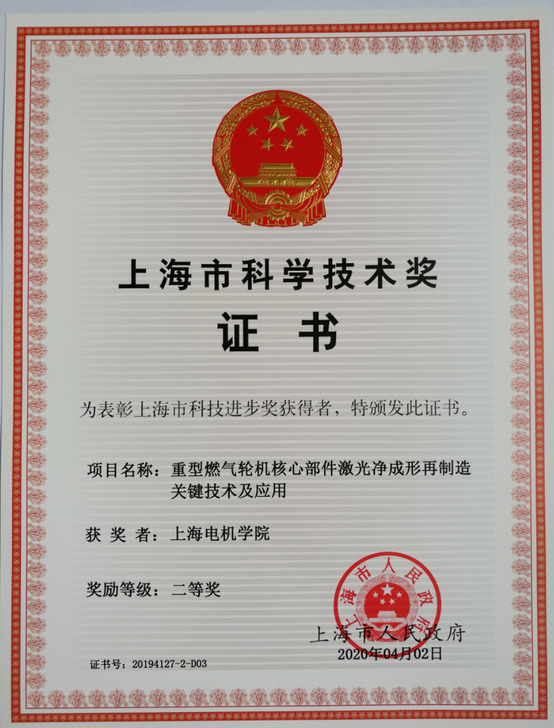 上海市科学技术奖
证书
为表彰上海市科技进步奖获得者，特颁发此证书。
项目名称：重型燃气轮机核心部件激光净成形再制造
关键技术及应用
获奖者：上海电机学院
奖励等级：二等奖
上海市人民政府
上海市人民政府
2020年04月02日
证书号：20194127-2-D03